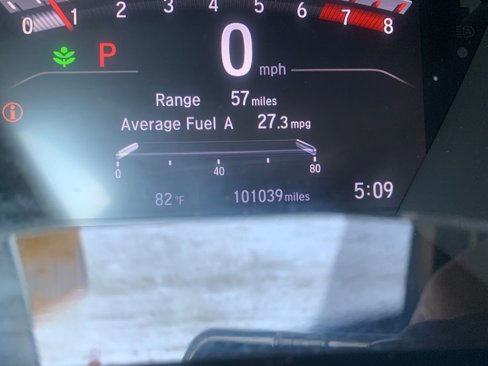 0 1 2 3 4 5 6 7 8
P 0 mph
Range 57 miles
Average Fuel A 27.3 mpg
0 40 80
82 °F 101039 miles 5:09